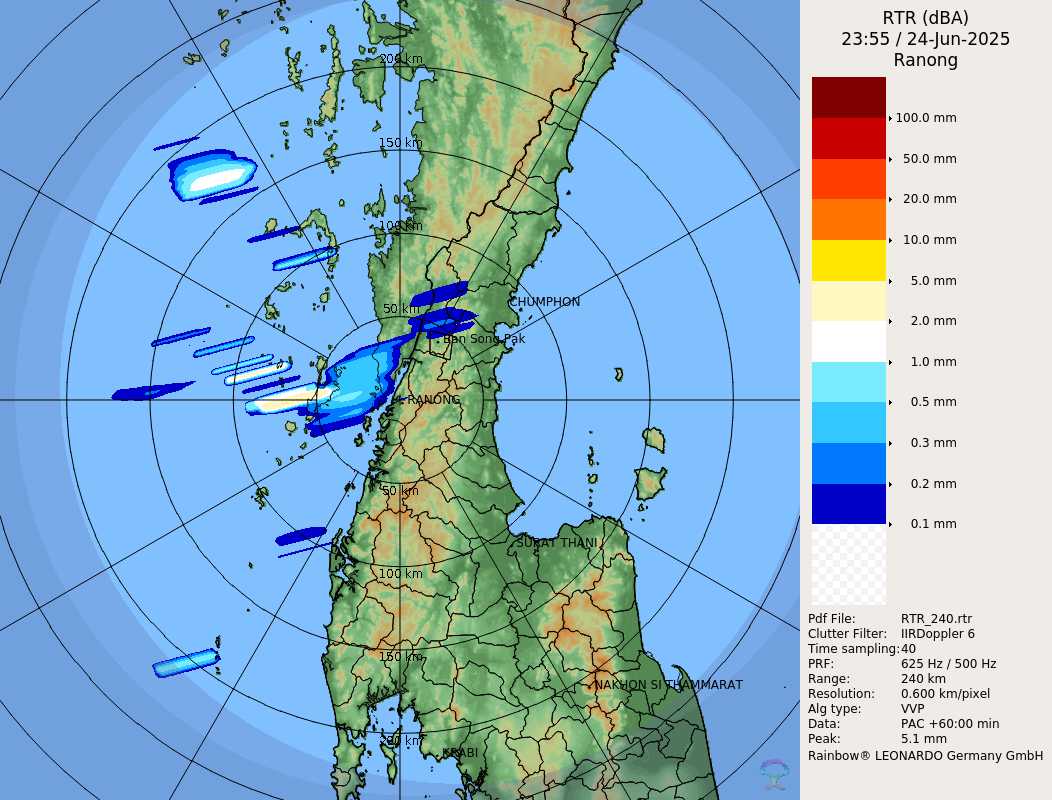 RTR (dBA)
23:55 / 24-Jun-2025
Ranong
100.0 mm
50.0 mm
20.0 mm
10.0 mm
5.0 mm
2.0 mm
1.0 mm
0.5 mm
0.3 mm
0.2 mm
0.1 mm
Pdf File: RTR_240.rtr
Clutter Filter: IIRDoppler 6
Time sampling:40
PRF: 625 Hz / 500 Hz
Range: 240 km
Resolution: 0.600 km/pixel
Alg type: VVP
Data: PAC +60:00 min
Peak: 5.1 mm
Rainbow® LEONARDO Germany GmbH
200 km
150 km
100 km
50 km
CHUMPHON
Ban Song Pak
RANONG
50 km
SURAT THANI
100 km
150 km
NAKHON SI THAMMARAT
200 km
KRABI